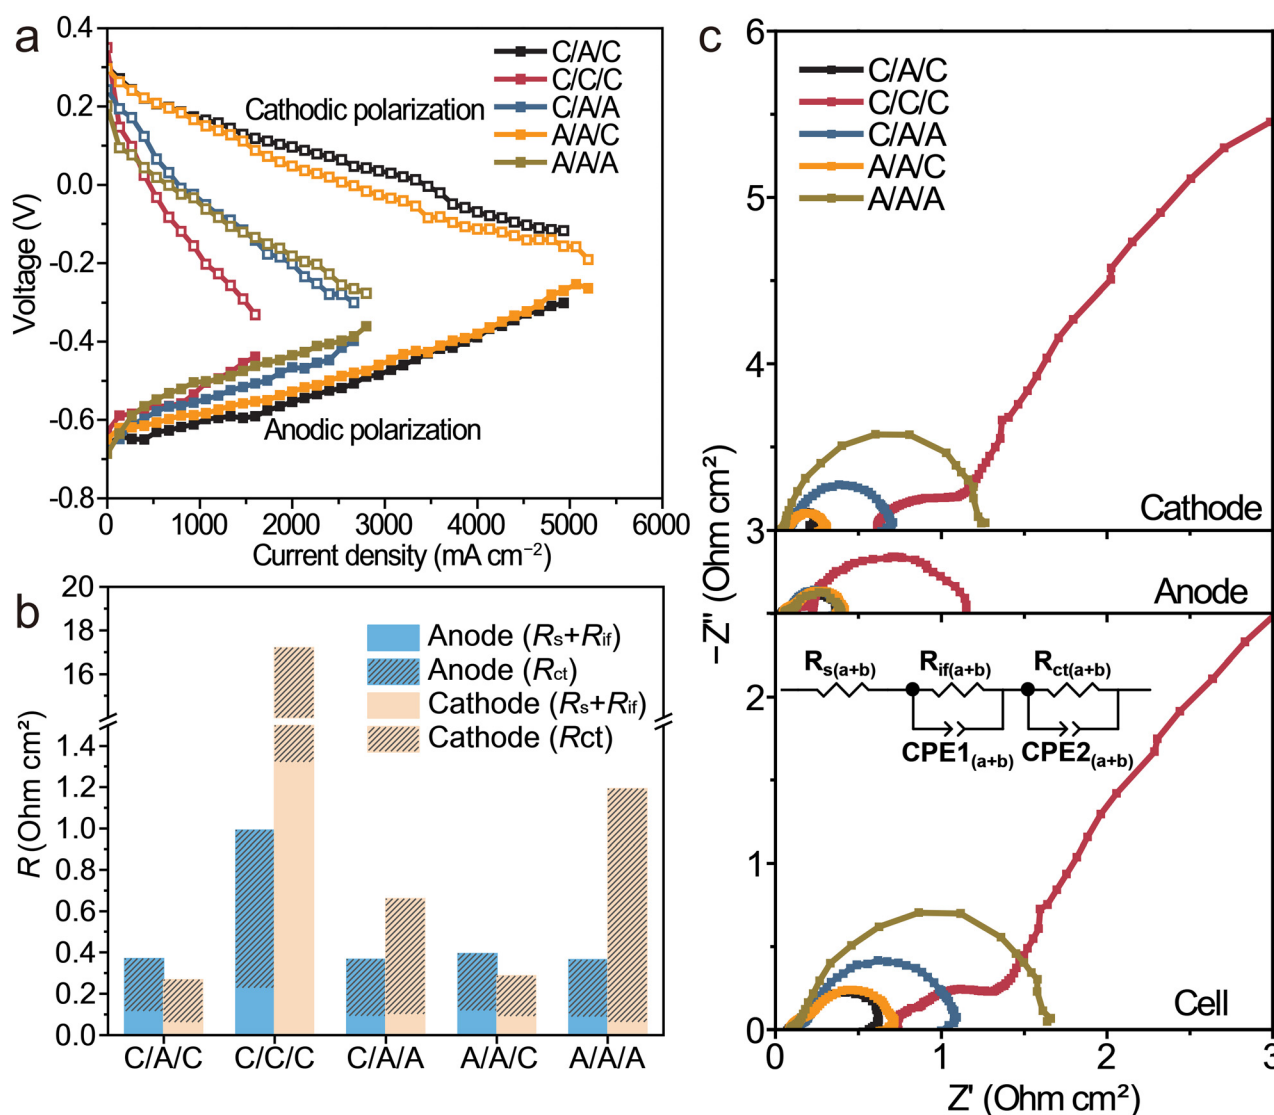 a
0.4
0.2
0.0
-0.2
-0.4
-0.6
-0.8
Voltage (V)
C/A/C
C/C/C
C/A/A
A/A/C
A/A/A
Cathodic polarization
Anodic polarization
0 1000 2000 3000 4000 5000 6000
Current density (mA cm⁻²)
b
20
18
16
1.4
1.2
1.0
0.8
0.6
0.4
0.2
0.0
R (Ohm cm²)
Anode (Rs+Rif)
Anode (Rct)
Cathode (Rs+Rif)
Cathode (Rct)
C/A/C C/C/C C/A/A A/A/C A/A/A
c
6
5
4
3
3
2
1
0
–Z" (Ohm cm²)
C/A/C
C/C/C
C/A/A
A/A/C
A/A/A
Cathode
Anode
Rs(a+b) Rif(a+b) Rct(a+b)
CPE1(a+b) CPE2(a+b)
Cell
0 1 2 3
Z' (Ohm cm²)